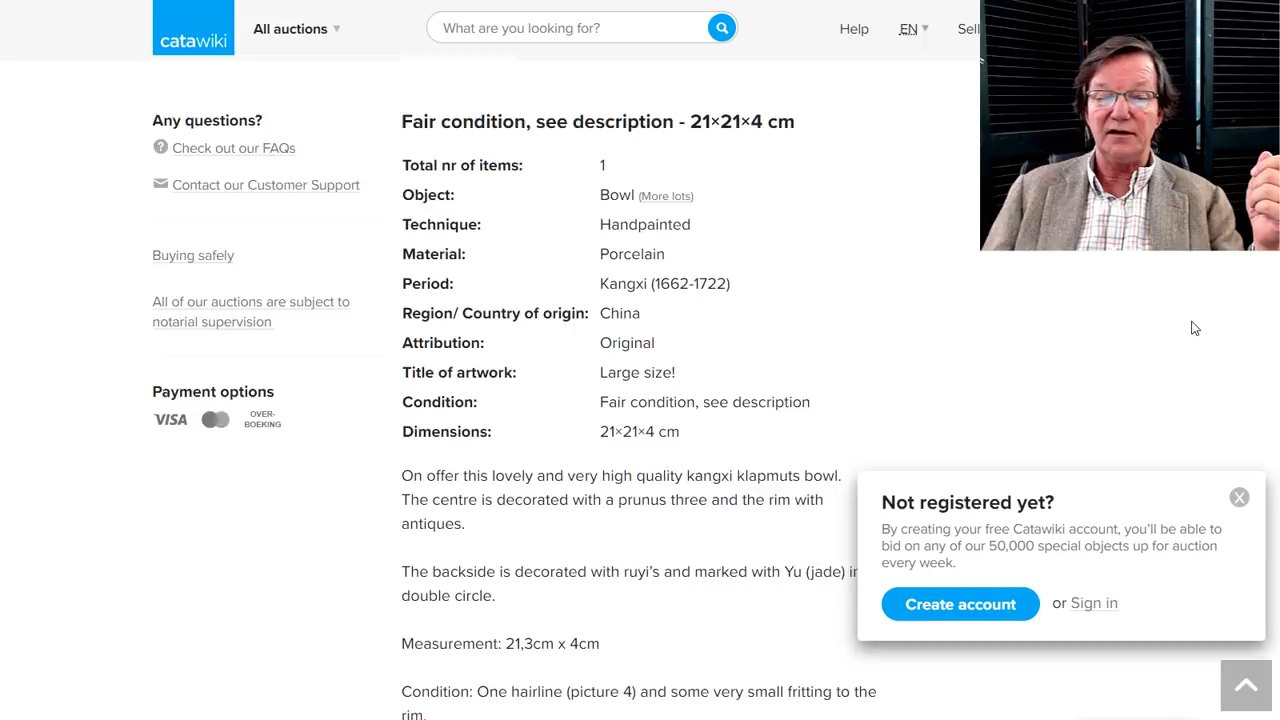 catawiki
All auctions
What are you looking for?
Help
EN
Sell
Any questions?
Check out our FAQs
Contact our Customer Support
Buying safely
All of our auctions are subject to
notarial supervision
Payment options
VISA
OVER-
BOEKING
Fair condition, see description - 21×21×4 cm
Total nr of items: 1
Object: Bowl (More lots)
Technique: Handpainted
Material: Porcelain
Period: Kangxi (1662-1722)
Region/ Country of origin: China
Attribution: Original
Title of artwork: Large size!
Condition: Fair condition, see description
Dimensions: 21×21×4 cm
On offer this lovely and very high quality kangxi klapmuts bowl.
The centre is decorated with a prunus three and the rim with
antiques.
The backside is decorated with ruyi's and marked with Yu (jade) in
double circle.
Measurement: 21,3cm x 4cm
Condition: One hairline (picture 4) and some very small fritting to the
rim.
Not registered yet?
By creating your free Catawiki account, you'll be able to
bid on any of our 50,000 special objects up for auction
every week.
Create account or Sign in